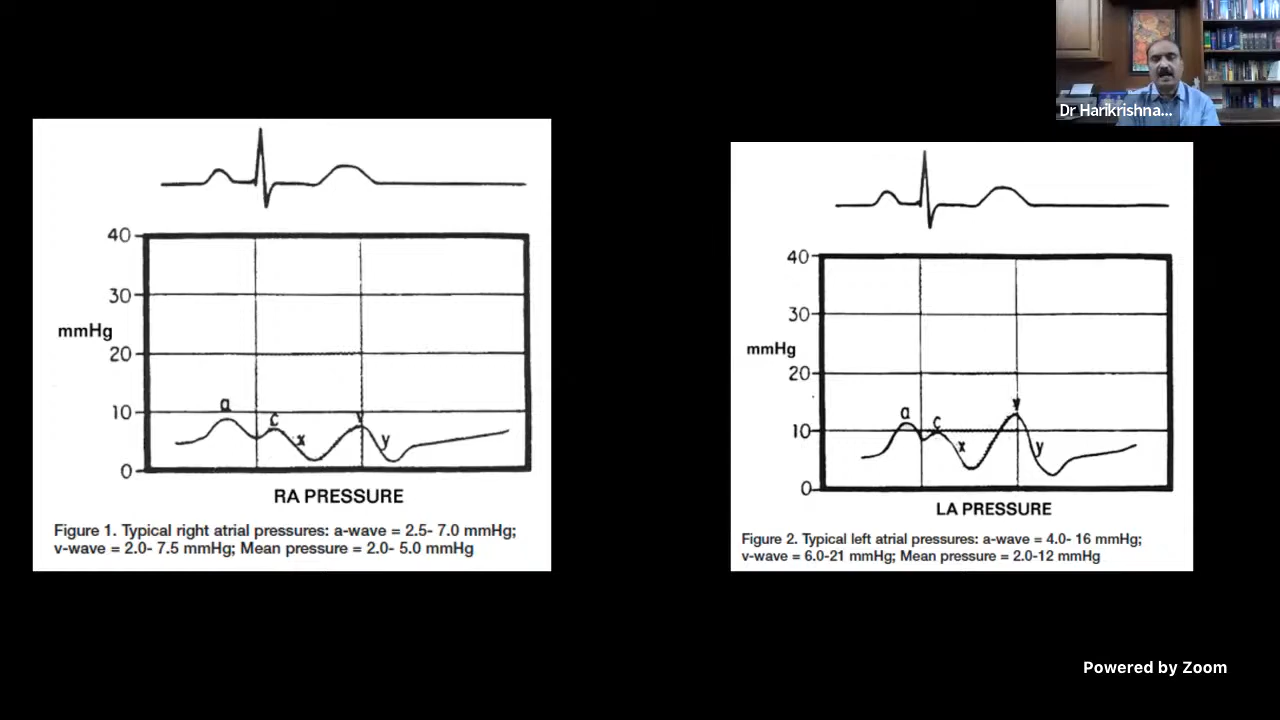 Dr Harikrishna...
40
30
mmHg
20
10
0
a
c
x
v
y
RA PRESSURE
Figure 1. Typical right atrial pressures: a-wave = 2.5- 7.0 mmHg;
v-wave = 2.0- 7.5 mmHg; Mean pressure = 2.0- 5.0 mmHg
40
30
mmHg
20
10
0
a
c
x
v
y
LA PRESSURE
Figure 2. Typical left atrial pressures: a-wave = 4.0- 16 mmHg;
v-wave = 6.0-21 mmHg; Mean pressure = 2.0-12 mmHg
Powered by Zoom